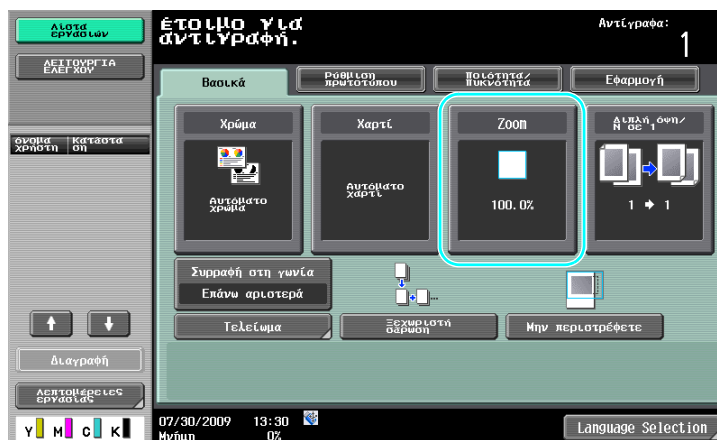 Λίστα
εργασιών
έτοιμο για
αντιγραφή.
Αντίγραφα:
1
ΛΕΙΤΟΥΡΓΙΑ
ΕΛΕΓΧΟΥ
Βασικά
Ρύθμιση
πρωτοτύπου
Ποιότητα/
Πυκνότητα
Εφαρμογή
όνομα
χρήστη
Κατάστα
ση
Χρώμα
Χαρτί
Zoom
Διπλή όψη/
Ν σε 1
Αυτόματο
χρώμα
Αυτόματο
χαρτί
100.0%
1 → 1
Συρραφή στη γωνία
Επάνω αριστερά
Τελείωμα
Ξεχωριστή
σάρωση
Μην περιστρέφετε
Διαγραφή
Λεπτομέρειες
εργασίας
Y M C K
07/30/2009 13:30
Μνήμη 0%
Language Selection